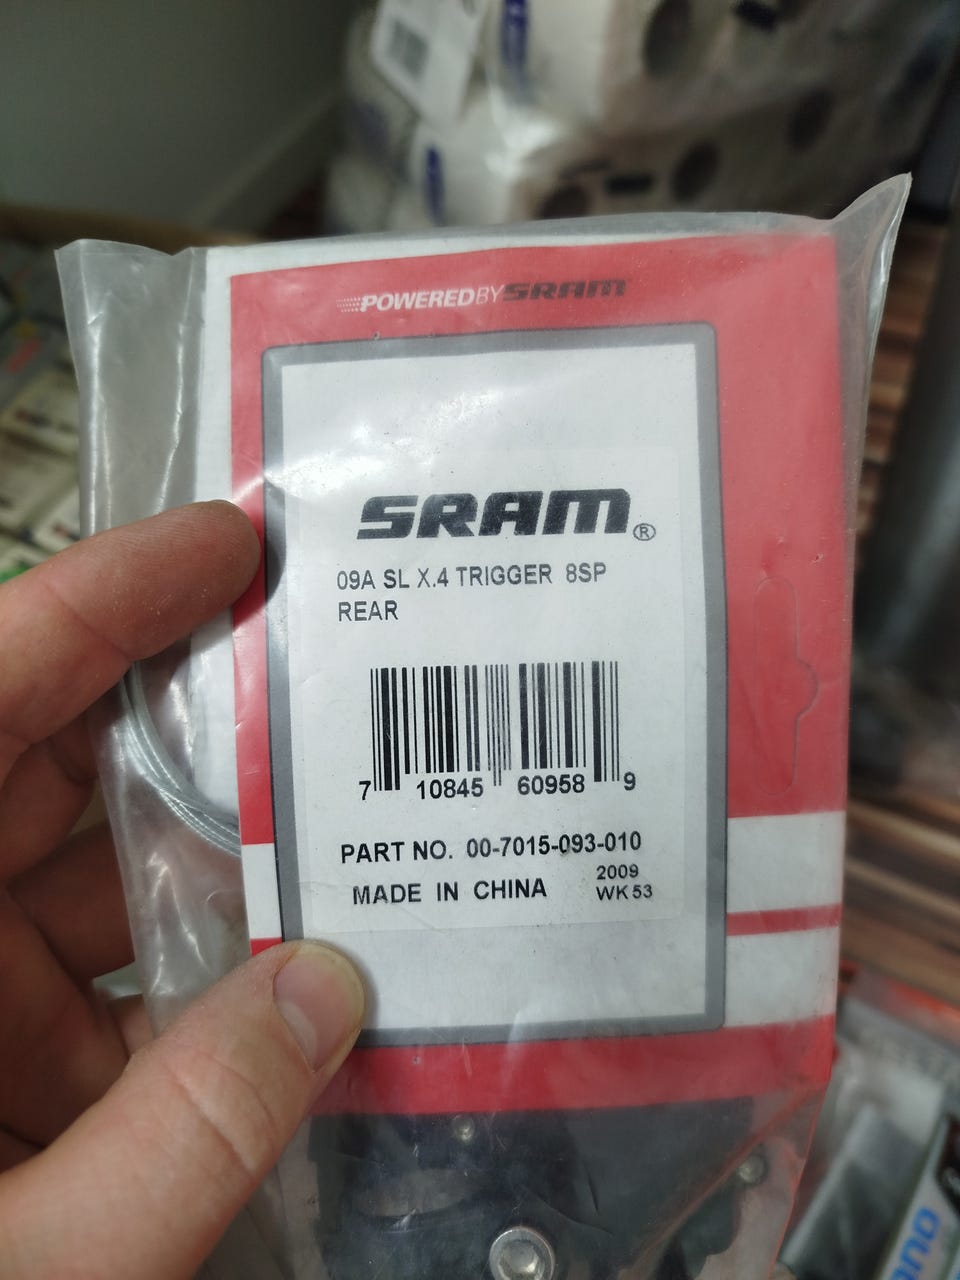 POWERED BY SRAM
SRAM®
09A SL X.4 TRIGGER 8SP
REAR
7 10845 60958 9
PART NO. 00-7015-093-010
MADE IN CHINA
2009
WK 53